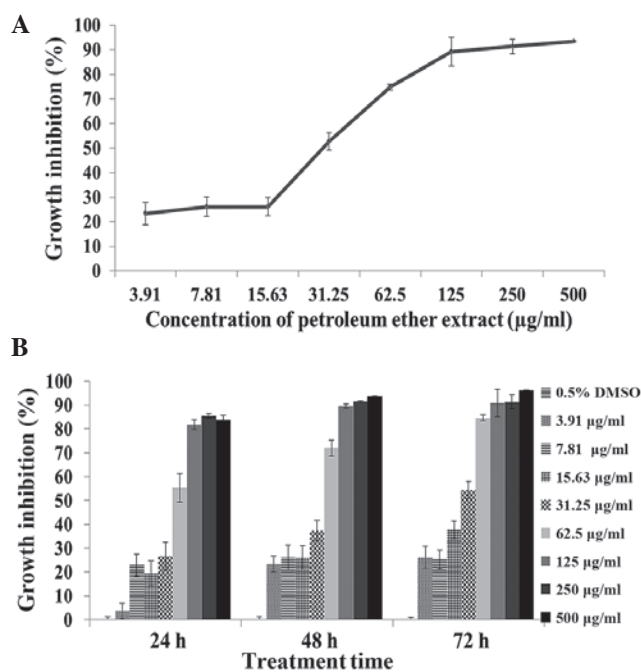 A
Growth inhibition (%)
100
90
80
70
60
50
40
30
20
10
0
3.91 7.81 15.63 31.25 62.5 125 250 500
Concentration of petroleum ether extract (µg/ml)
B
Growth inhibition (%)
100
90
80
70
60
50
40
30
20
10
0
24 h 48 h 72 h
Treatment time
0.5% DMSO
3.91 µg/ml
7.81 µg/ml
15.63 µg/ml
31.25 µg/ml
62.5 µg/ml
125 µg/ml
250 µg/ml
500 µg/ml